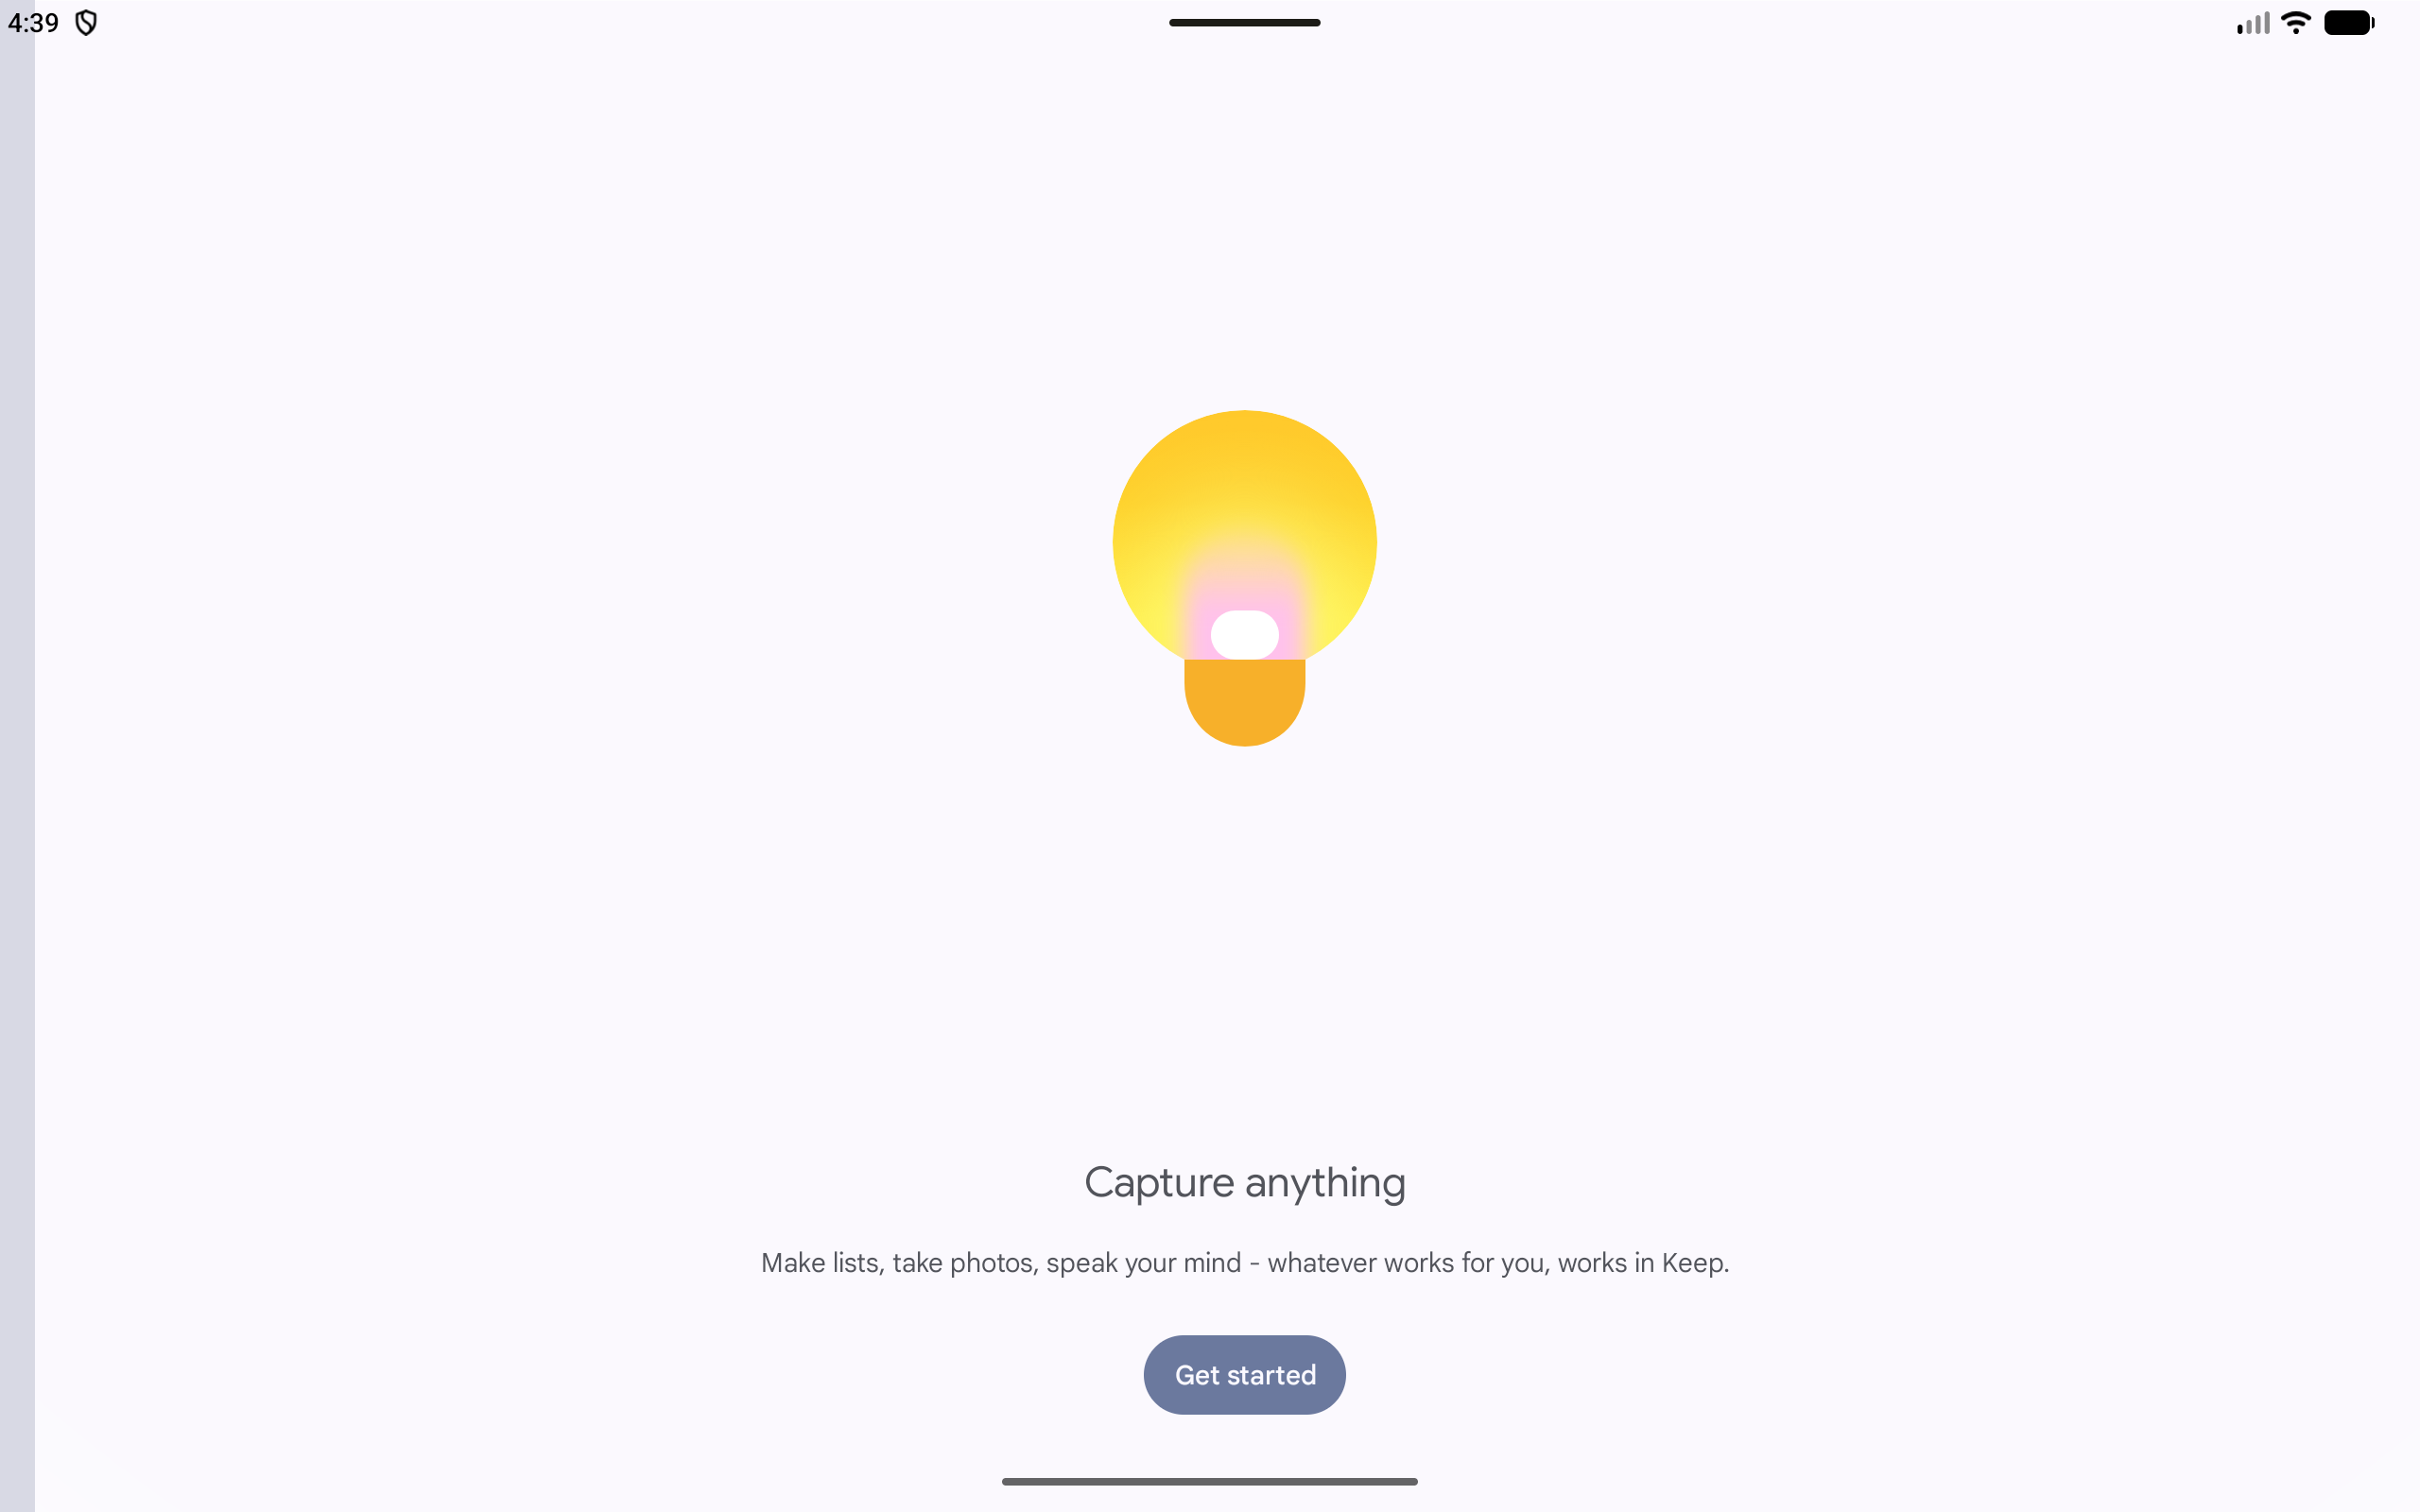 4:39
Capture anything
Make lists, take photos, speak your mind - whatever works for you, works in Keep.
Get started